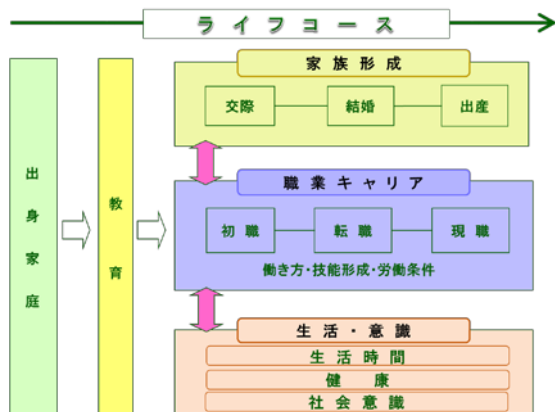 ライフコース
出身家庭
教育
家族形成
交際
結婚
出産
職業キャリア
初職
転職
現職
働き方・技能形成・労働条件
生活・意識
生活時間
健康
社会意識